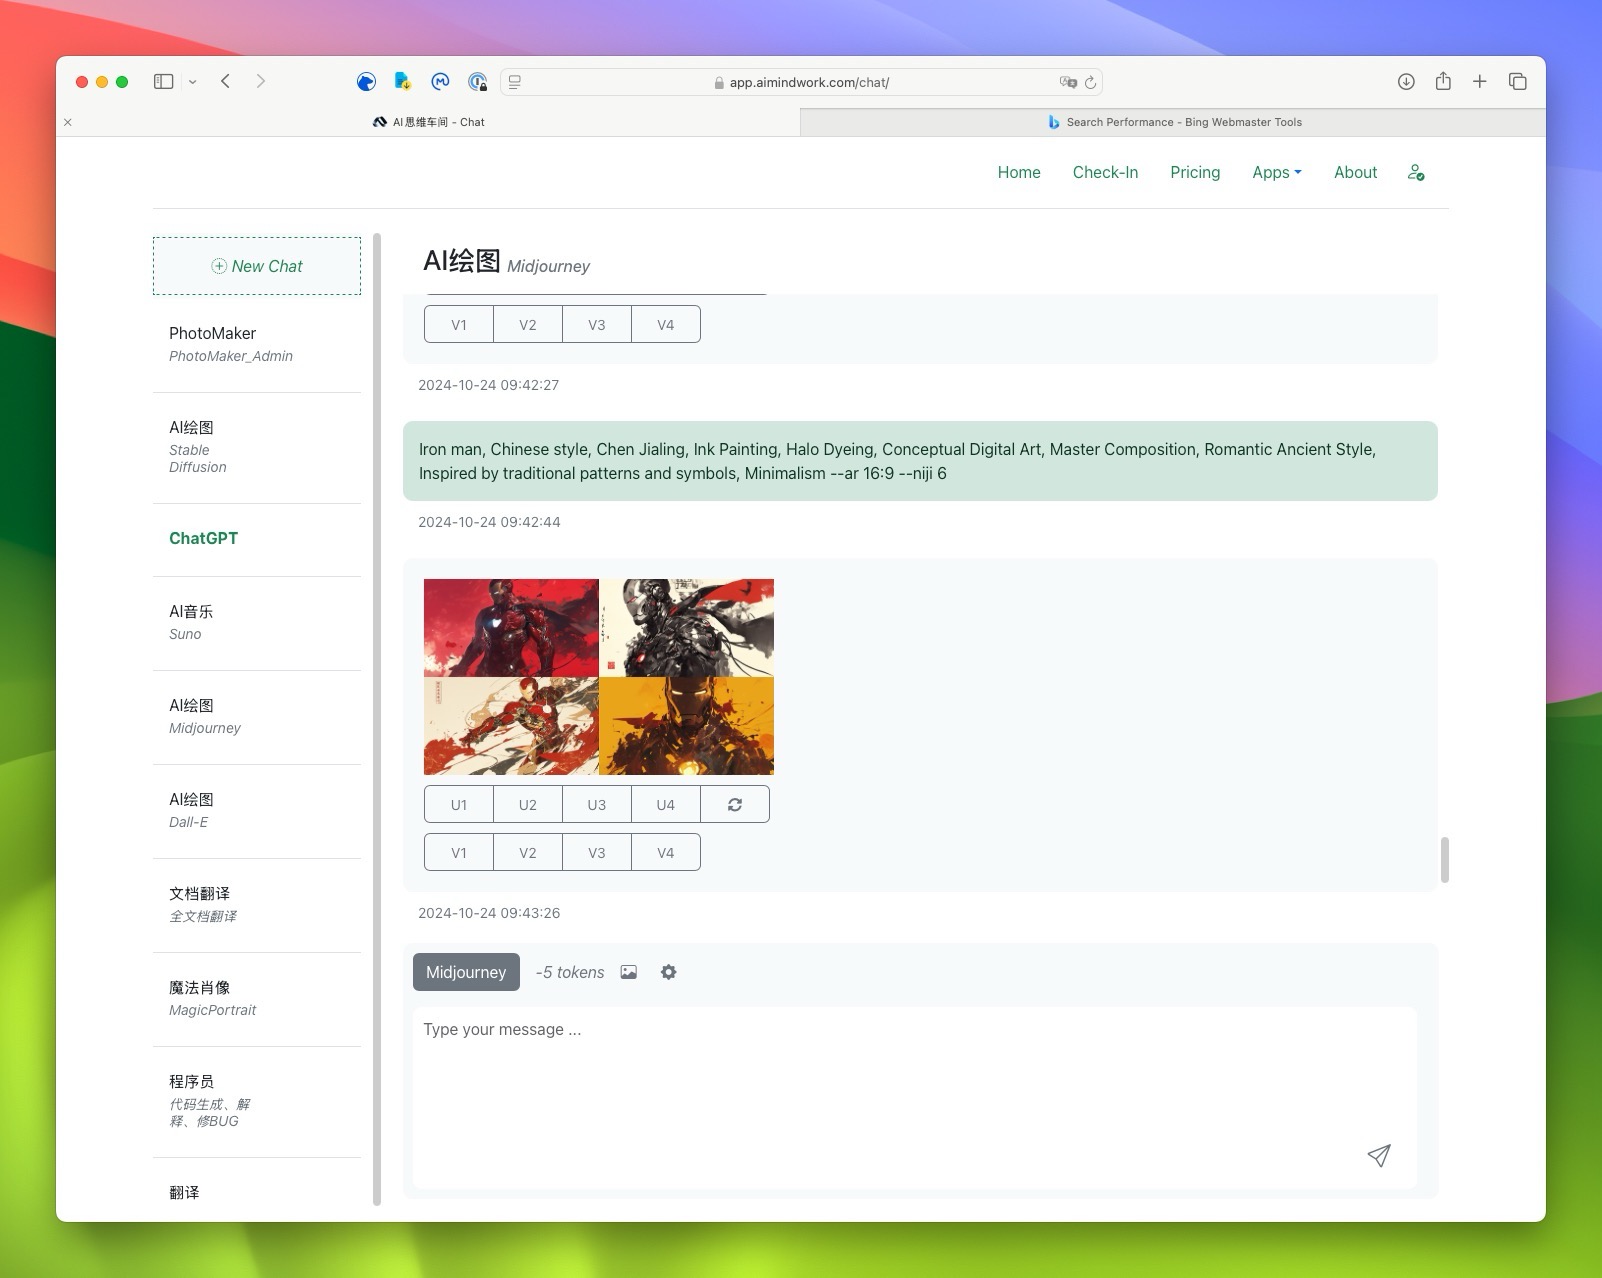 app.aimindwork.com/chat/
AI思维车间 - Chat
Search Performance - Bing Webmaster Tools
Home
Check-In
Pricing
Apps
About
New Chat
PhotoMaker
PhotoMaker_Admin
AI绘图
Stable
Diffusion
ChatGPT
AI音乐
Suno
AI绘图
Midjourney
AI绘图
Dall-E
文档翻译
全文档翻译
魔法肖像
MagicPortrait
程序员
代码生成、解
释、修BUG
翻译
AI绘图 Midjourney
V1
V2
V3
V4
2024-10-24 09:42:27
Iron man, Chinese style, Chen Jialing, Ink Painting, Halo Dyeing, Conceptual Digital Art, Master Composition, Romantic Ancient Style,
Inspired by traditional patterns and symbols, Minimalism --ar 16:9 --niji 6
2024-10-24 09:42:44
U1
U2
U3
U4
V1
V2
V3
V4
2024-10-24 09:43:26
Midjourney
-5 tokens
Type your message ...